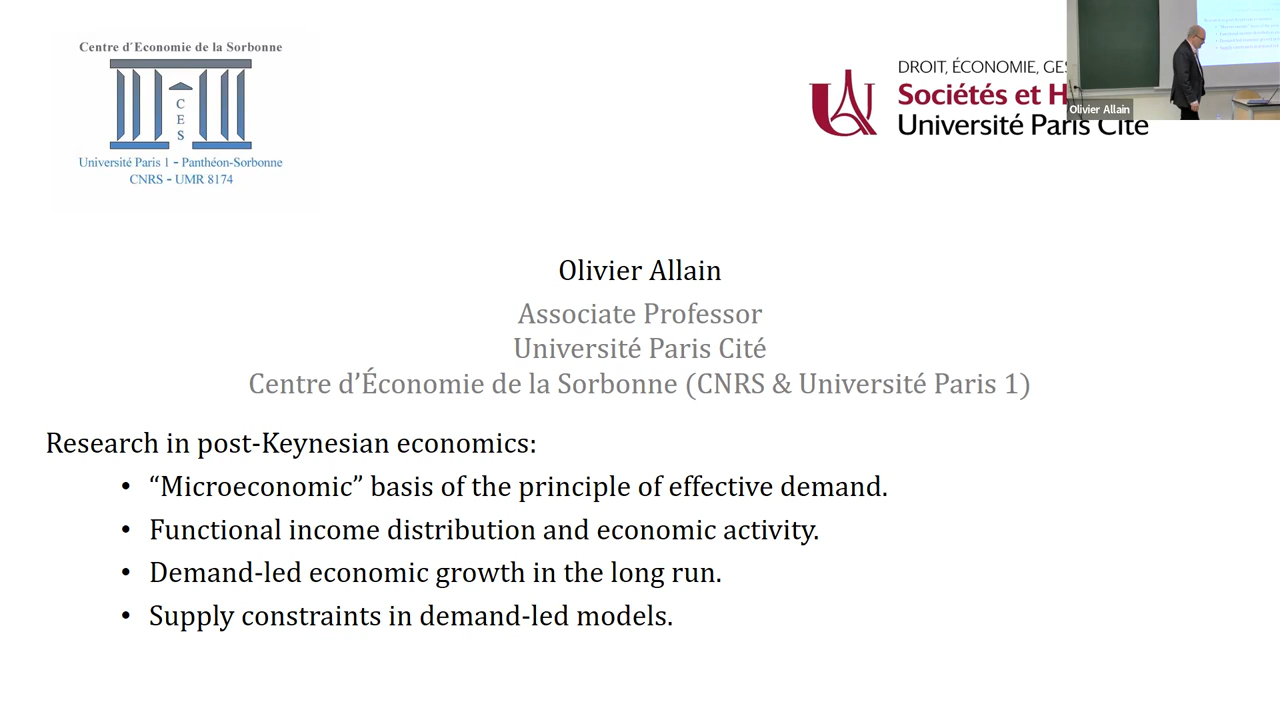 Centre d'Economie de la Sorbonne
C
E
S
Université Paris 1 - Panthéon-Sorbonne
CNRS - UMR 8174
DROIT, ÉCONOMIE, GES
Sociétés et H
Université Paris Cité
Olivier Allain
Olivier Allain
Associate Professor
Université Paris Cité
Centre d’Économie de la Sorbonne (CNRS & Université Paris 1)
Research in post-Keynesian economics:
• “Microeconomic” basis of the principle of effective demand.
• Functional income distribution and economic activity.
• Demand-led economic growth in the long run.
• Supply constraints in demand-led models.